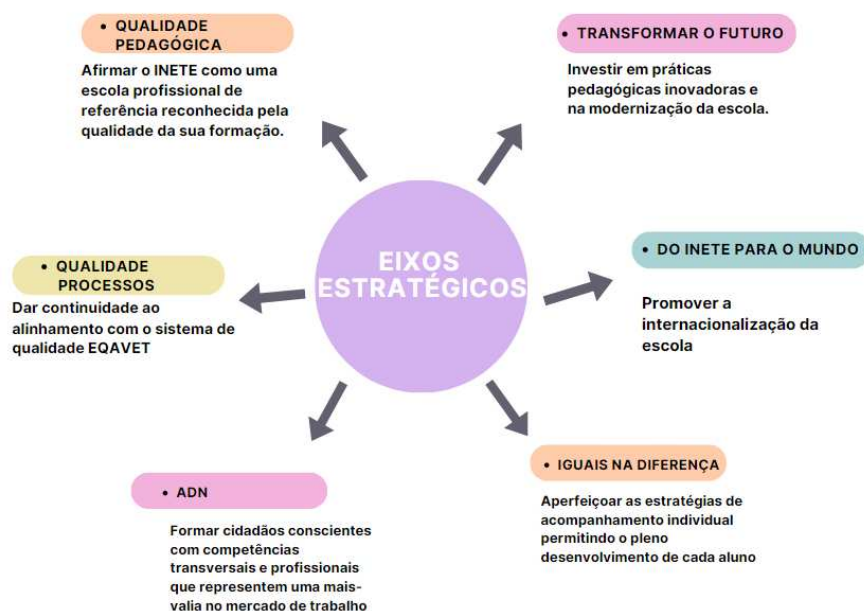 • QUALIDADE
PEDAGÓGICA
Afirmar o INETE como uma
escola profissional de
referência reconhecida pela
qualidade da sua formação.
• TRANSFORMAR O FUTURO
Investir em práticas
pedagógicas inovadoras e
na modernização da escola.
EIXOS
ESTRATÉGICOS
• QUALIDADE
PROCESSOS
Dar continuidade ao
alinhamento com o sistema de
qualidade EQAVET
• DO INETE PARA O MUNDO
Promover a
internacionalização da
escola
• ADN
Formar cidadãos conscientes
com competências
transversais e profissionais
que representem uma mais-
valia no mercado de trabalho
• IGUAIS NA DIFERENÇA
Aperfeiçoar as estratégias de
acompanhamento individual
permitindo o pleno
desenvolvimento de cada aluno